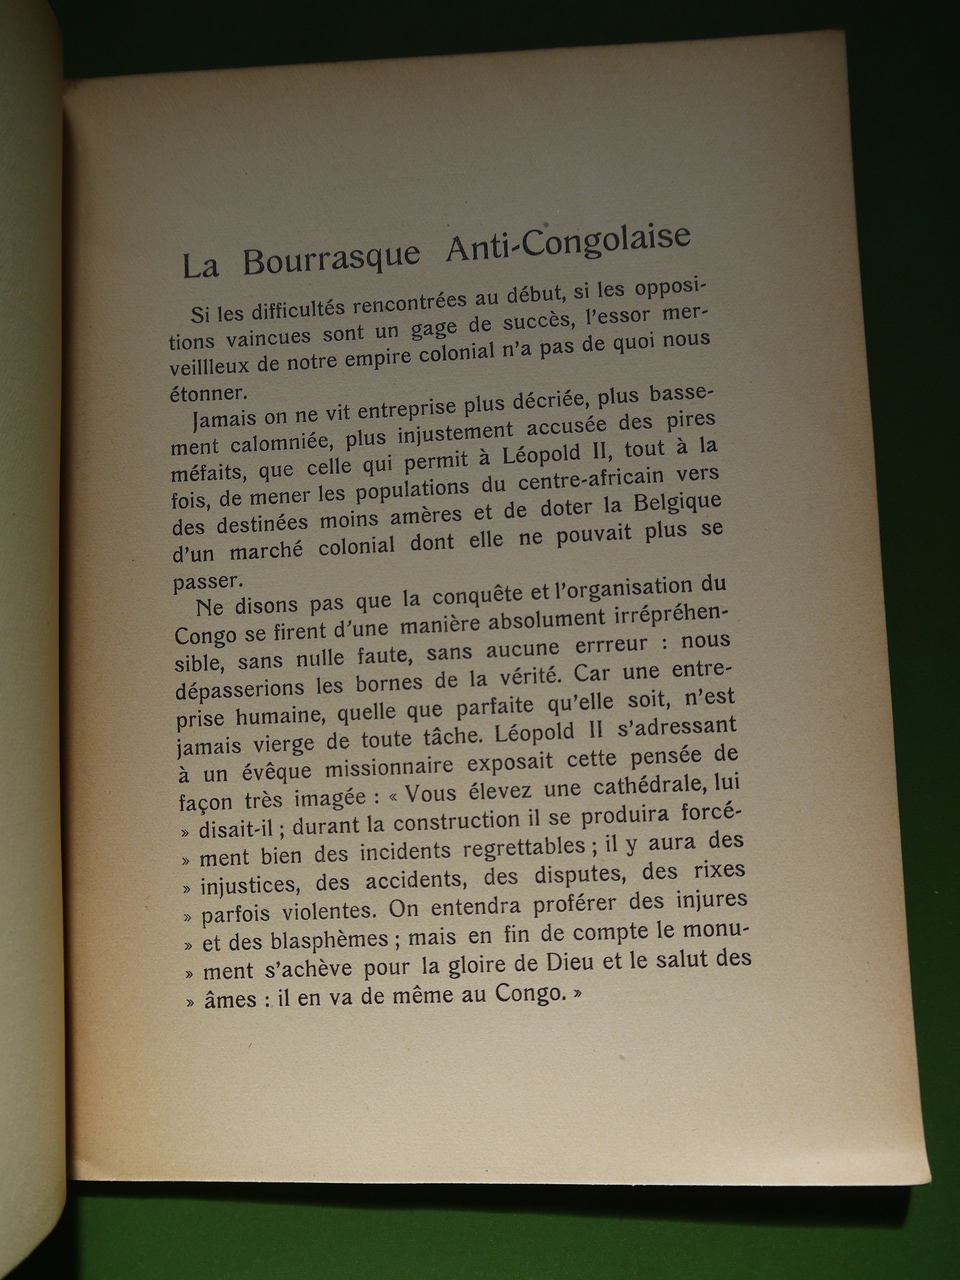 La Bourrasque Anti-Congolaise
Si les difficultés rencontrées au début, si les opposi-
tions vaincues sont un gage de succès, l'essor mer-
veillleux de notre empire colonial n'a pas de quoi nous
étonner.
Jamais on ne vit entreprise plus décriée, plus basse-
ment calomniée, plus injustement accusée des pires
méfaits, que celle qui permit à Léopold II, tout à la
fois, de mener les populations du centre-africain vers
des destinées moins amères et de doter la Belgique
d'un marché colonial dont elle ne pouvait plus se
passer.
Ne disons pas que la conquête et l'organisation du
Congo se firent d'une manière absolument irrépréhen-
sible, sans nulle faute, sans aucune errreur : nous
dépasserions les bornes de la vérité. Car une entre-
prise humaine, quelle que parfaite qu'elle soit, n'est
jamais vierge de toute tâche. Léopold II s'adressant
à un évêque missionnaire exposait cette pensée de
façon très imagée : « Vous élevez une cathédrale, lui
» disait-il ; durant la construction il se produira forcé-
» ment bien des incidents regrettables ; il y aura des
» injustices, des accidents, des disputes, des rixes
» parfois violentes. On entendra proférer des injures
» et des blasphèmes ; mais en fin de compte le monu-
» ment s'achève pour la gloire de Dieu et le salut des
» âmes : il en va de même au Congo. »